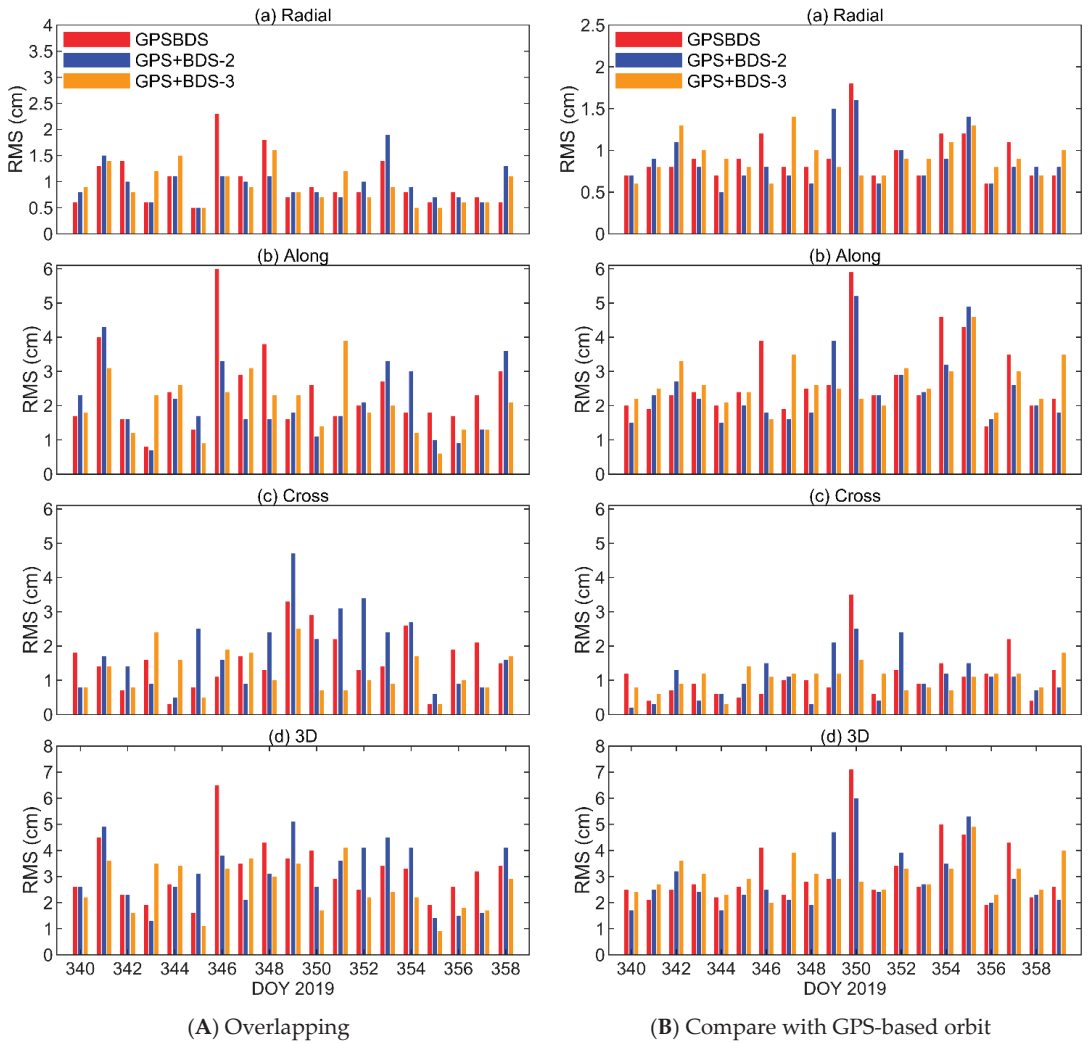 (a) Radial
4
3.5
3
2.5
2
1.5
1
0.5
0
RMS (cm)
GPSBDS
GPS+BDS-2
GPS+BDS-3
(b) Along
6
5
4
3
2
1
0
RMS (cm)
(c) Cross
6
5
4
3
2
1
0
RMS (cm)
(d) 3D
8
7
6
5
4
3
2
1
0
RMS (cm)
340 342 344 346 348 350 352 354 356 358
DOY 2019
(A) Overlapping
(a) Radial
2.5
2
1.5
1
0.5
0
RMS (cm)
GPSBDS
GPS+BDS-2
GPS+BDS-3
(b) Along
6
5
4
3
2
1
0
RMS (cm)
(c) Cross
6
5
4
3
2
1
0
RMS (cm)
(d) 3D
8
7
6
5
4
3
2
1
0
RMS (cm)
340 342 344 346 348 350 352 354 356 358
DOY 2019
(B) Compare with GPS-based orbit